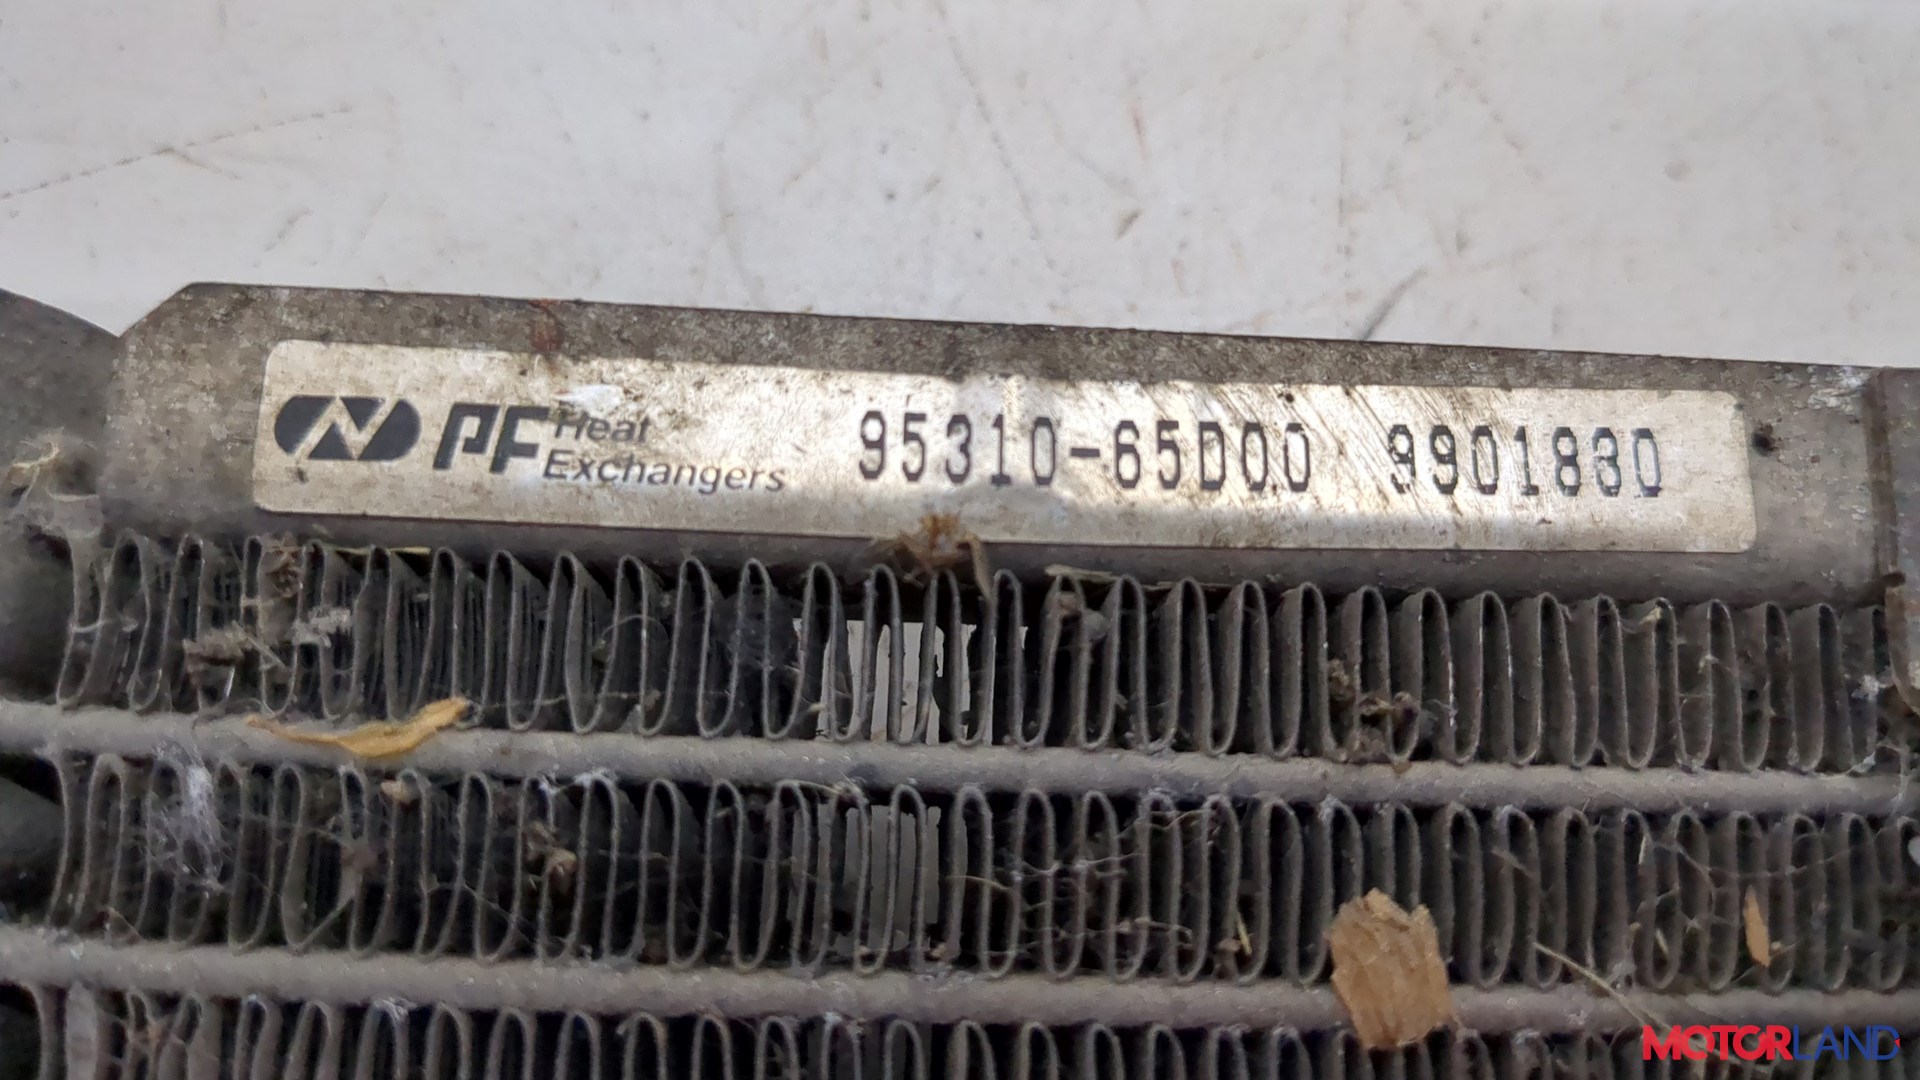 N PF Heat Exchangers 95310-65D00 9901830
MOTORLAND